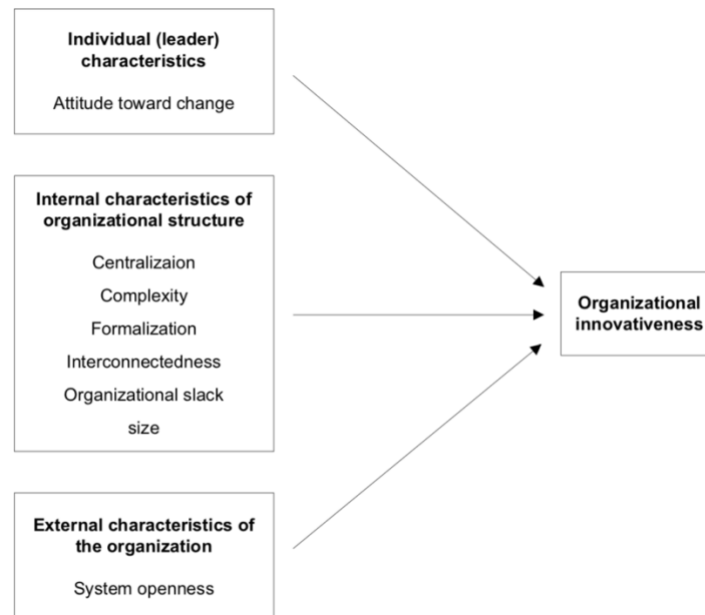 Individual (leader)
characteristics
Attitude toward change
Internal characteristics of
organizational structure
Centralizaion
Complexity
Formalization
Interconnectedness
Organizational slack
size
External characteristics of
the organization
System openness
Organizational
innovativeness